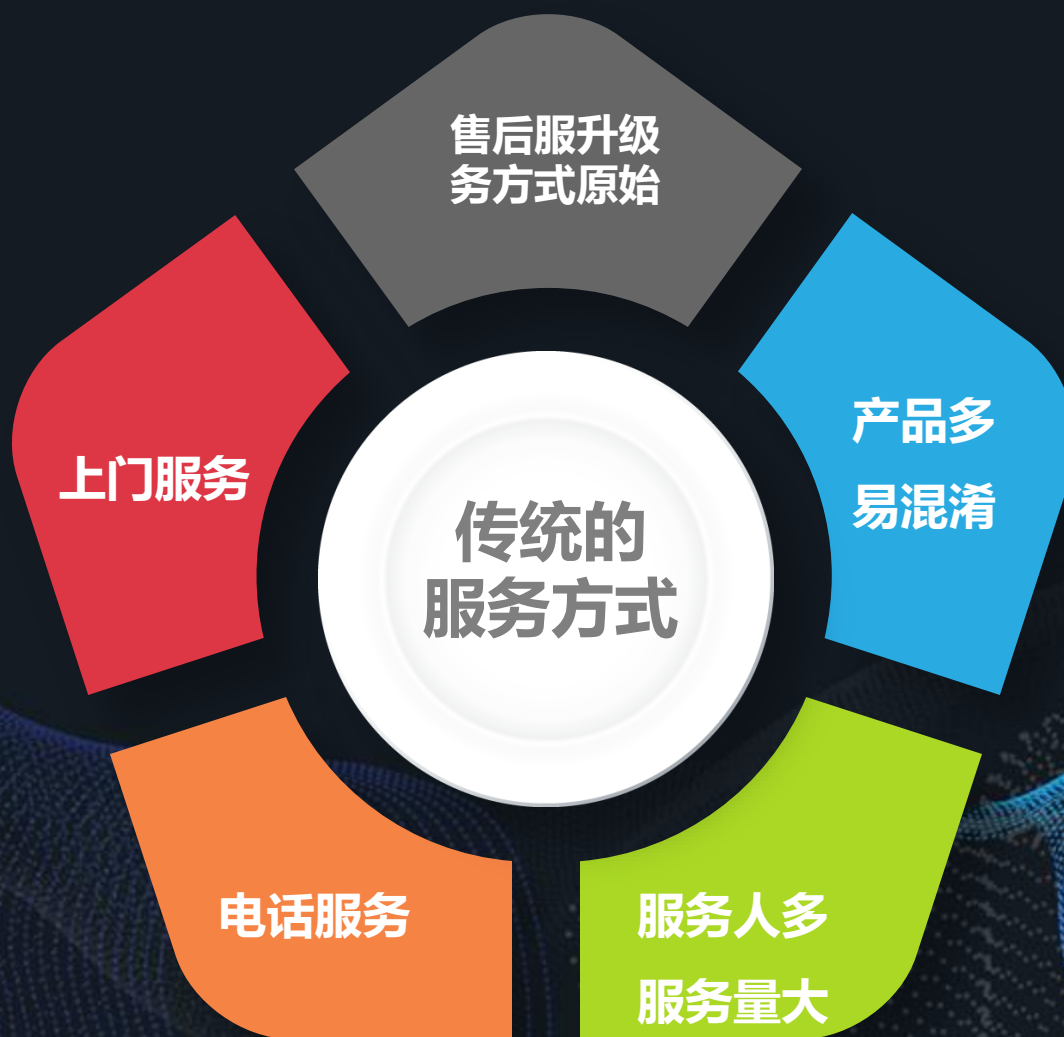 售后服升级
务方式原始
产品多
易混淆
上门服务
传统的
服务方式
电话服务
服务人多
服务量大